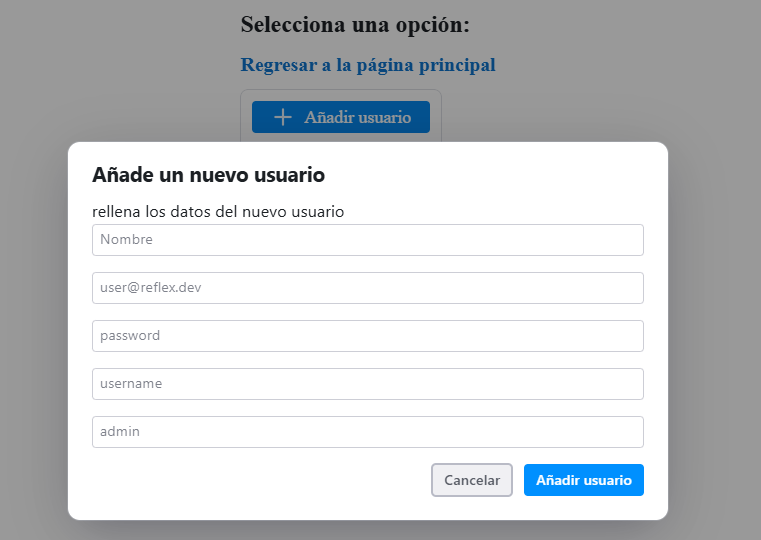 Selecciona una opción:
Regresar a la página principal
Añadir usuario
Añade un nuevo usuario
rellena los datos del nuevo usuario
Nombre
user@reflex.dev
password
username
admin
Cancelar Añadir usuario